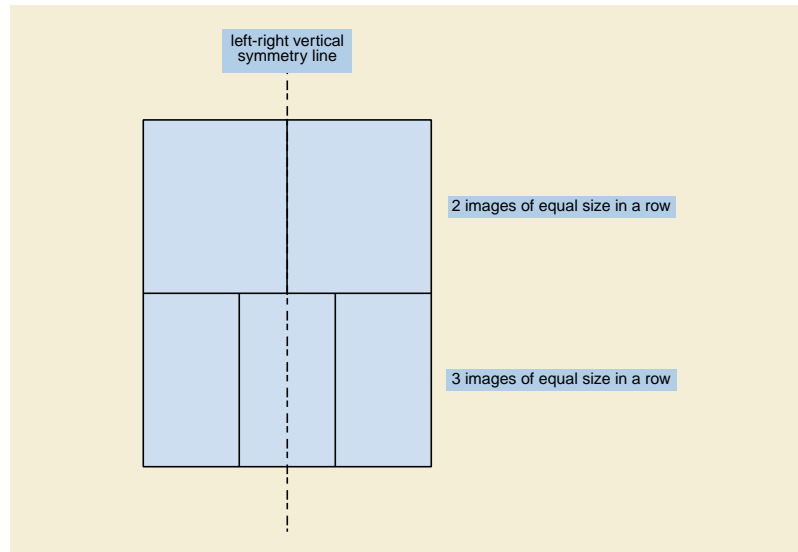 left-right vertical
symmetry line
2 images of equal size in a row
3 images of equal size in a row